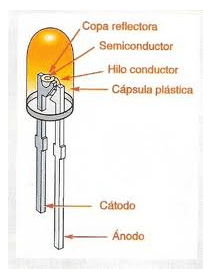 Copa reflectora
Semiconductor
Hilo conductor
Cápsula plástica
Cátodo
Ánodo